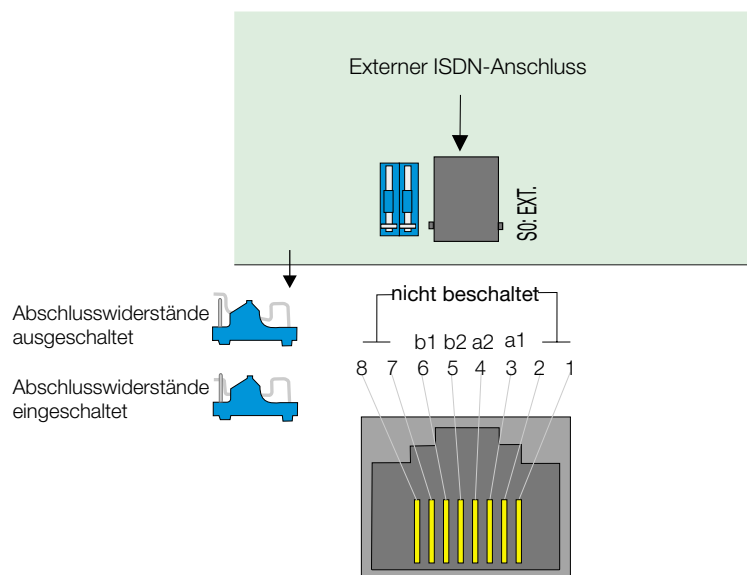 Externer ISDN-Anschluss
S0: EXT.
Abschlusswiderstände
ausgeschaltet
Abschlusswiderstände
eingeschaltet
nicht beschaltet
b1 b2 a2 a1
8 7 6 5 4 3 2 1